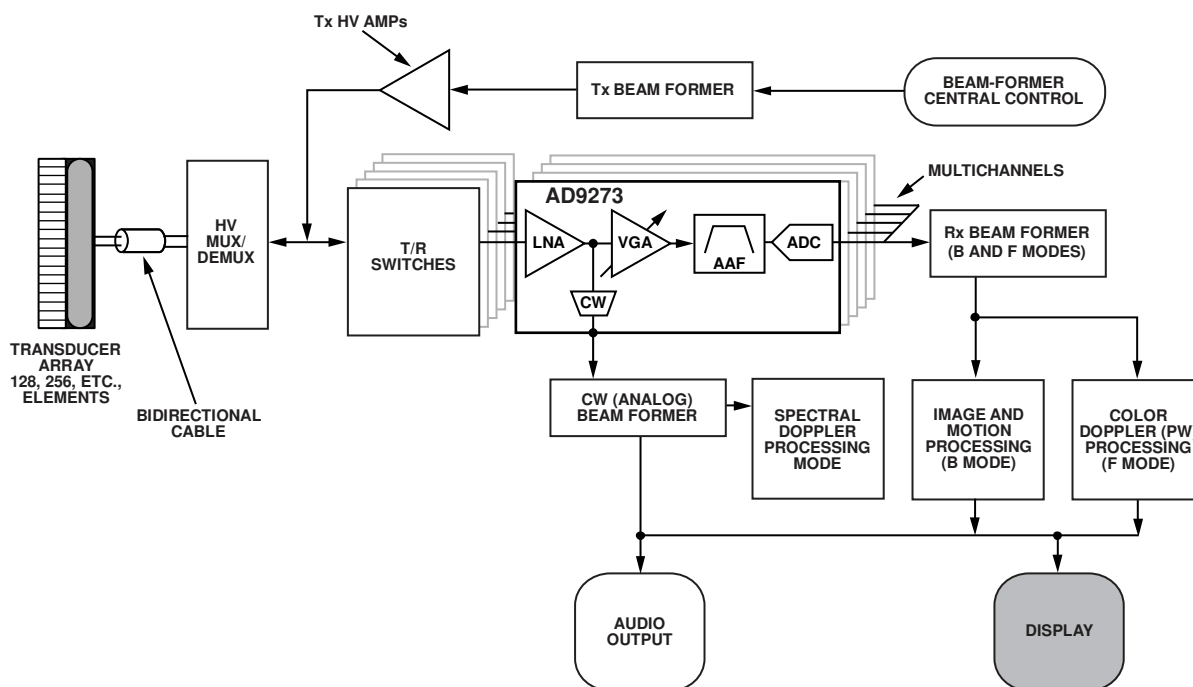 Tx HV AMPs
Tx BEAM FORMER
BEAM-FORMER
CENTRAL CONTROL
HV
MUX/
DEMUX
T/R
SWITCHES
AD9273
LNA
VGA
AAF
ADC
CW
MULTICHANNELS
Rx BEAM FORMER
(B AND F MODES)
TRANSDUCER
ARRAY
128, 256, ETC.,
ELEMENTS
BIDIRECTIONAL
CABLE
CW (ANALOG)
BEAM FORMER
SPECTRAL
DOPPLER
PROCESSING
MODE
IMAGE AND
MOTION
PROCESSING
(B MODE)
COLOR
DOPPLER (PW)
PROCESSING
(F MODE)
AUDIO
OUTPUT
DISPLAY